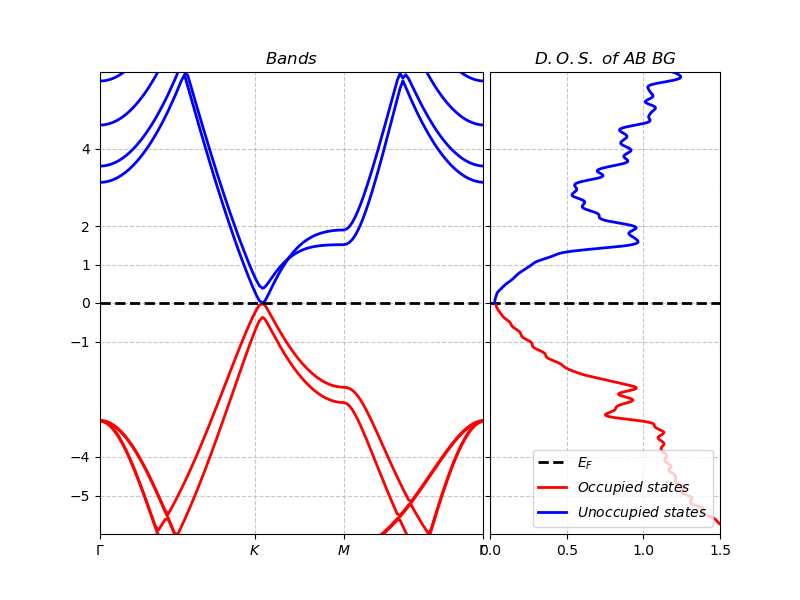 Bands
D.O.S. of AB BG
4
2
1
0
−1
−4
−5
Γ
K
M
Γ
0.0
0.5
1.0
1.5
E_F
Occupied states
Unoccupied states